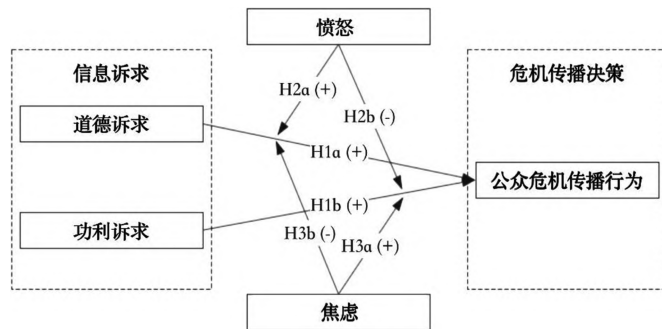 愤怒
信息诉求
危机传播决策
H2a (+)
H2b (-)
道德诉求
H1a (+)
公众危机传播行为
H1b (+)
功利诉求
H3b (-)
H3a (+)
焦虑